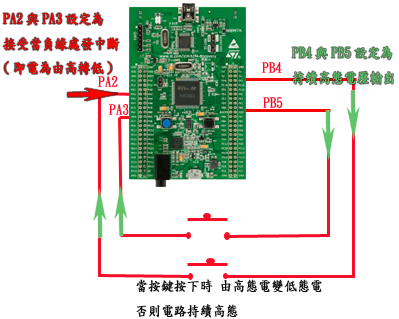 PA2與PA3設定為
接受當負緣處發中斷
(即電為由高轉低)
PA2
PA3
PB4與PB5設定為
PB4
持續高態電壓輸出
PB5
當按鍵按下時 由高態電變低態電
否則電路持續高態